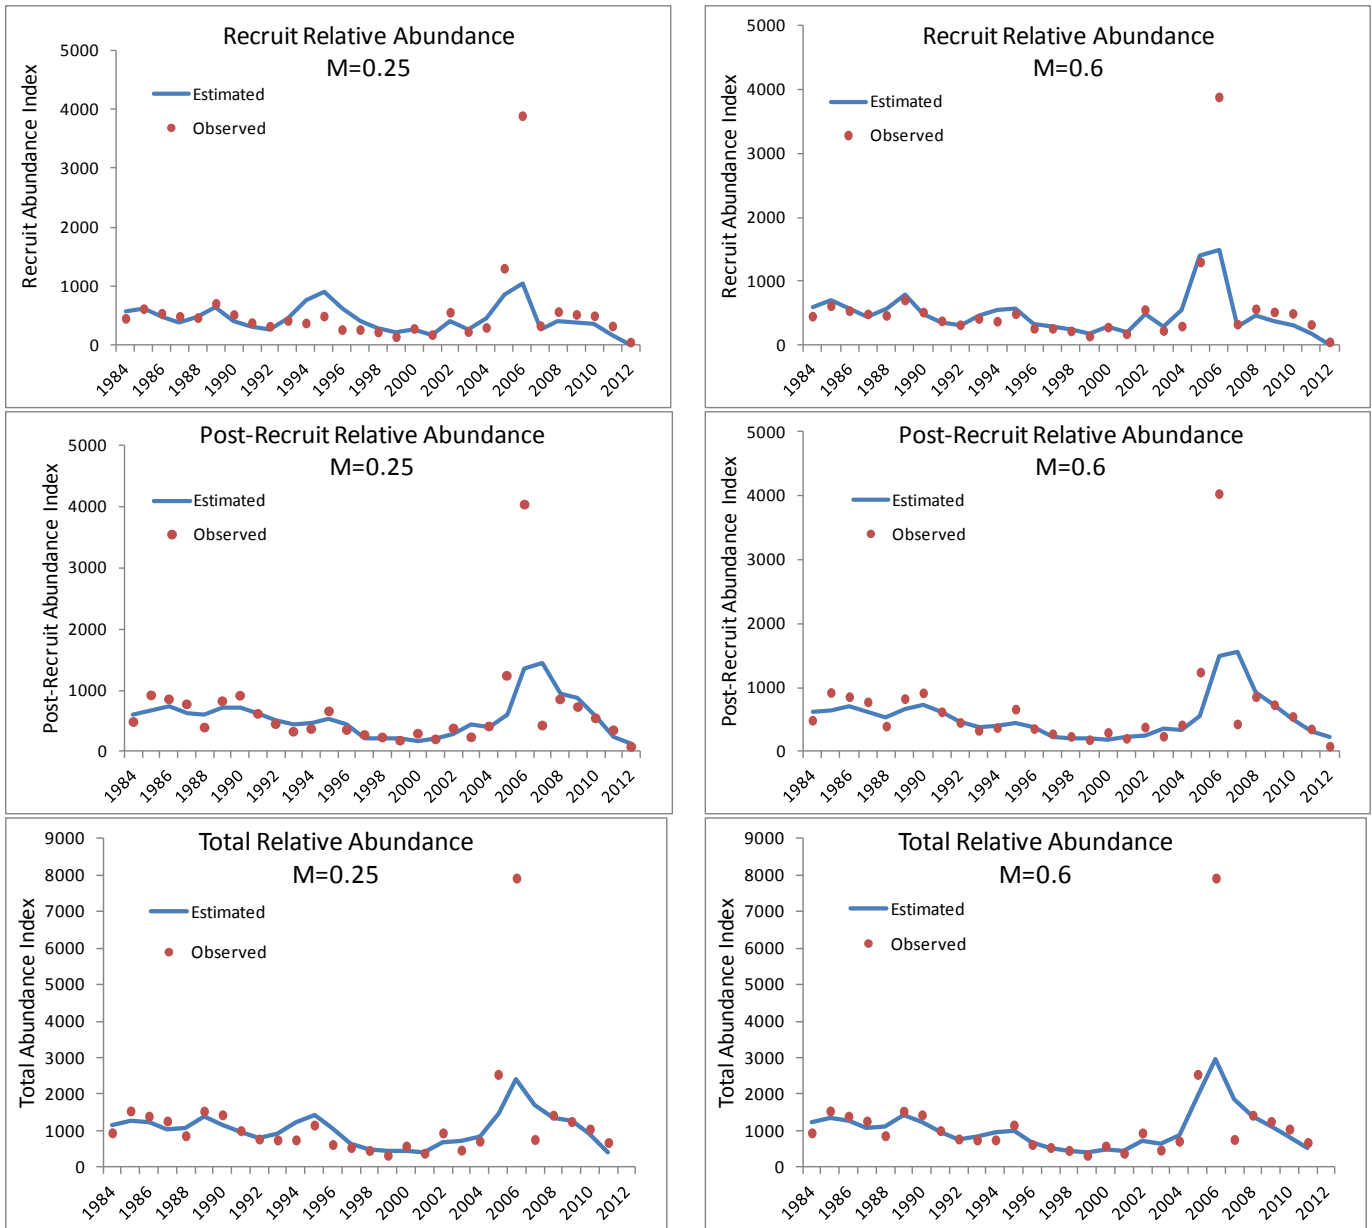 Recruit Relative Abundance
M=0.25
Estimated
Observed
Recruit Abundance Index
5000
4000
3000
2000
1000
0
1984 1986 1988 1990 1992 1994 1996 1998 2000 2002 2004 2006 2008 2010 2012
Recruit Relative Abundance
M=0.6
Estimated
Observed
Recruit Abundance Index
5000
4000
3000
2000
1000
0
1984 1986 1988 1990 1992 1994 1996 1998 2000 2002 2004 2006 2008 2010 2012
Post-Recruit Relative Abundance
M=0.25
Estimated
Observed
Post-Recruit Abundance Index
5000
4000
3000
2000
1000
0
1984 1986 1988 1990 1992 1994 1996 1998 2000 2002 2004 2006 2008 2010 2012
Post-Recruit Relative Abundance
M=0.6
Estimated
Observed
Post-Recruit Abundance Index
5000
4000
3000
2000
1000
0
1984 1986 1988 1990 1992 1994 1996 1998 2000 2002 2004 2006 2008 2010 2012
Total Relative Abundance
M=0.25
Estimated
Observed
Total Abundance Index
9000
8000
7000
6000
5000
4000
3000
2000
1000
0
1984 1986 1988 1990 1992 1994 1996 1998 2000 2002 2004 2006 2008 2010 2012
Total Relative Abundance
M=0.6
Estimated
Observed
Total Abundance Index
9000
8000
7000
6000
5000
4000
3000
2000
1000
0
1984 1986 1988 1990 1992 1994 1996 1998 2000 2002 2004 2006 2008 2010 2012